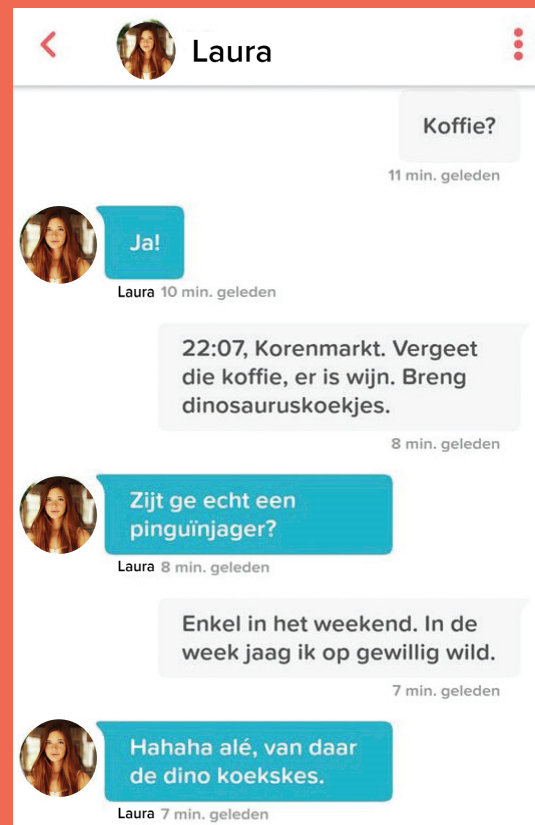 Laura
Koffie?
11 min. geleden
Ja!
Laura 10 min. geleden
22:07, Korenmarkt. Vergeet
die koffie, er is wijn. Breng
dinosauruskoekjes.
8 min. geleden
Zijt ge echt een
pinguïnjager?
Laura 8 min. geleden
Enkel in het weekend. In de
week jaag ik op gewillig wild.
7 min. geleden
Hahaha alé, van daar
de dino koekskes.
Laura 7 min. geleden